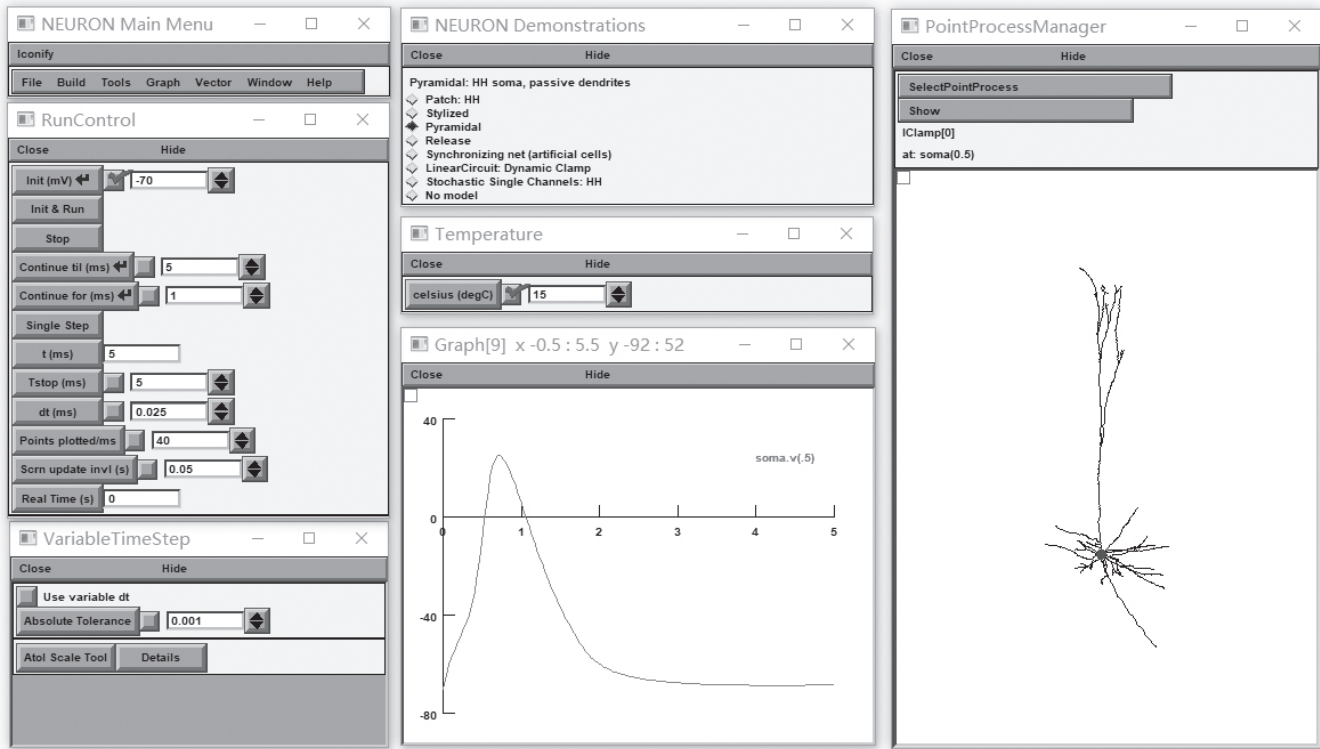 NEURON Main Menu
Iconify
File Build Tools Graph Vector Window Help
RunControl
Close Hide
Init (mV) -70
Init & Run
Stop
Continue til (ms) 5
Continue for (ms) 1
Single Step
t (ms) 5
Tstop (ms) 5
dt (ms) 0.025
Points plotted/ms 40
Scrn update invl (s) 0.05
Real Time (s) 0
VariableTimeStep
Close Hide
Use variable dt
Absolute Tolerance 0.001
Atol Scale Tool Details
NEURON Demonstrations
Close Hide
Pyramidal: HH soma, passive dendrites
Patch: HH
Stylized
Pyramidal
Release
Synchronizing net (artificial cells)
LinearCircuit: Dynamic Clamp
Stochastic Single Channels: HH
No model
Temperature
Close Hide
celsius (degC) 15
Graph[9] x -0.5 : 5.5 y -92 : 52
Close Hide
40
soma.v(.5)
0
0 1 2 3 4 5
-40
-80
PointProcessManager
Close Hide
SelectPointProcess
Show
IClamp[0]
at: soma(0.5)